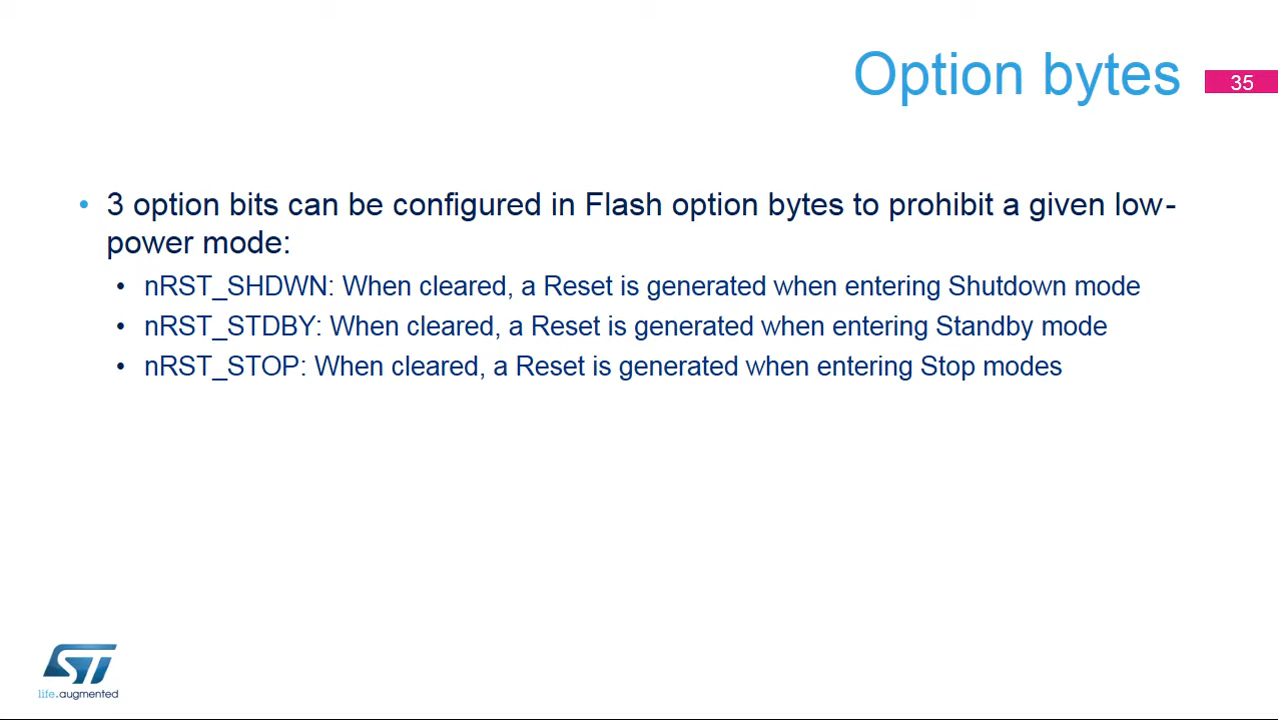 Option bytes
35
• 3 option bits can be configured in Flash option bytes to prohibit a given low-
power mode:
• nRST_SHDWN: When cleared, a Reset is generated when entering Shutdown mode
• nRST_STDBY: When cleared, a Reset is generated when entering Standby mode
• nRST_STOP: When cleared, a Reset is generated when entering Stop modes
ST
life.augmented